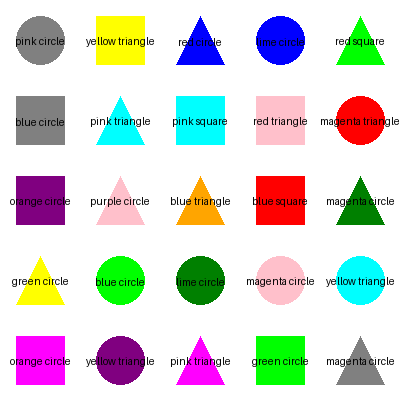 pink circle yellow triangle red circle lime circle red square
blue circle pink triangle pink square red triangle magenta triangle
orange circle purple circle blue triangle blue square magenta circle
green circle blue circle lime circle magenta circle yellow triangle
orange circle yellow triangle pink triangle green circle magenta circle